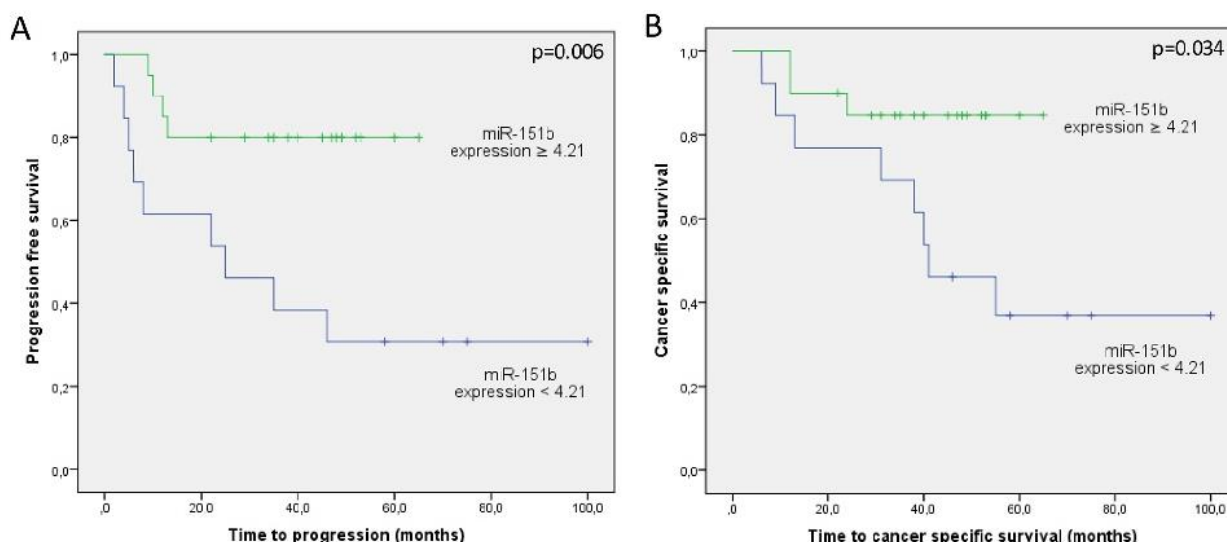 A
p=0.006
Progression free survival
1,0
0,8
0,6
0,4
0,2
0,0
miR-151b
expression ≥ 4.21
miR-151b
expression < 4.21
,0
20,0
40,0
60,0
80,0
100,0
Time to progression (months)
B
p=0.034
Cancer specific survival
1,0
0,8
0,6
0,4
0,2
0,0
miR-151b
expression ≥ 4.21
miR-151b
expression < 4.21
,0
20,0
40,0
60,0
80,0
100,0
Time to cancer specific survival (months)